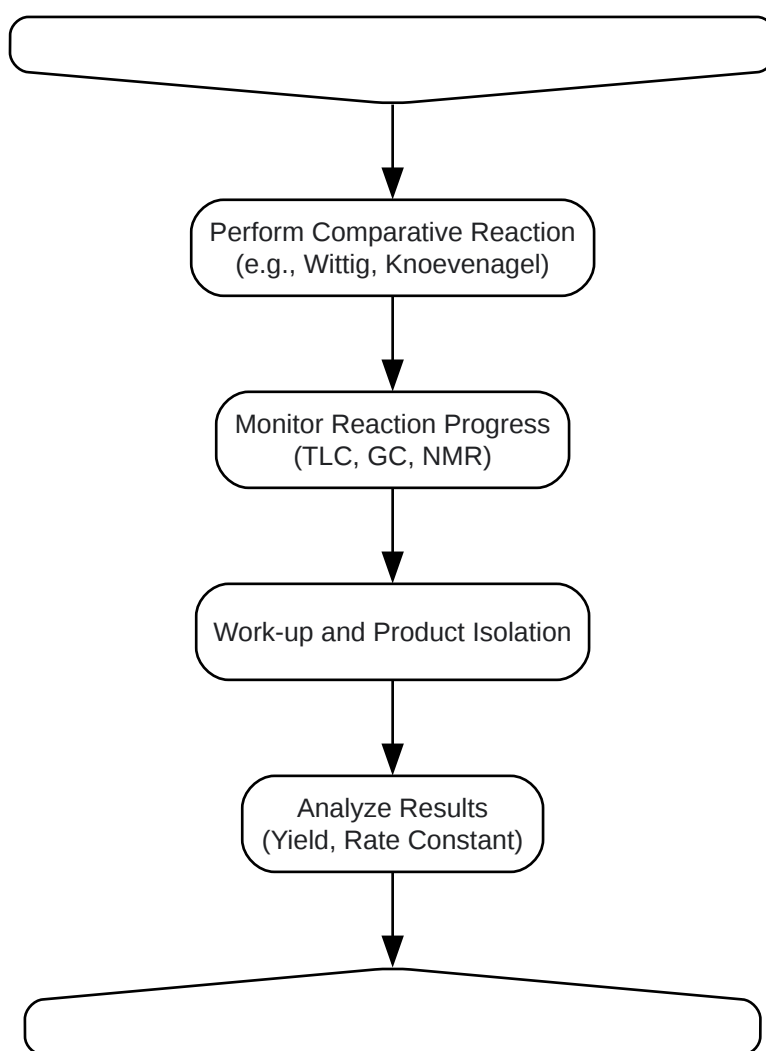 Perform Comparative Reaction
(e.g., Wittig, Knoevenagel)
Monitor Reaction Progress
(TLC, GC, NMR)
Work-up and Product Isolation
Analyze Results
(Yield, Rate Constant)